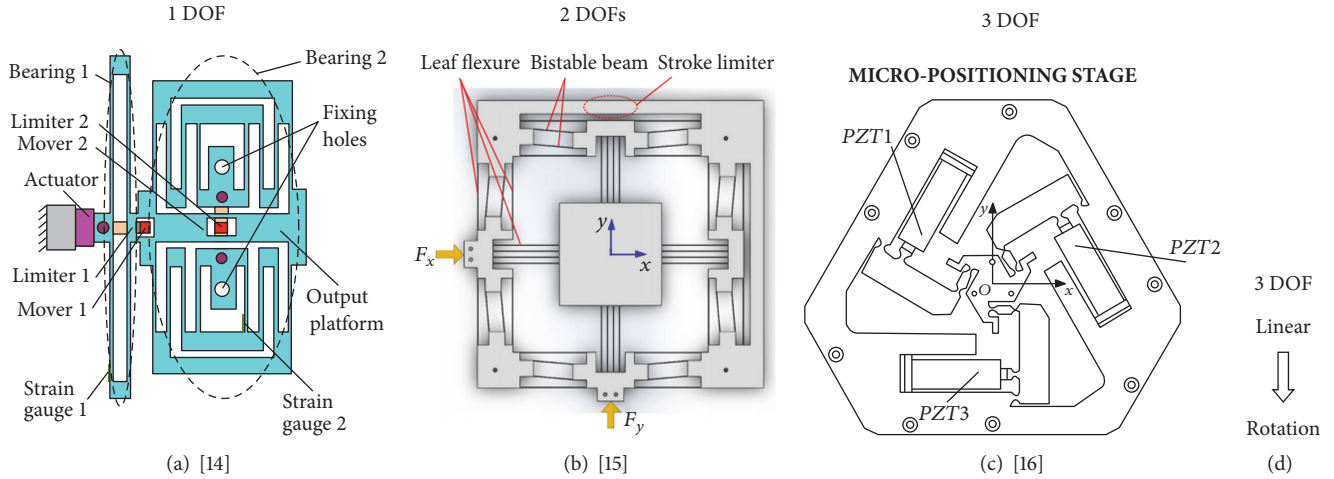 1 DOF
Bearing 1
Bearing 2
Limiter 2
Mover 2
Fixing
holes
Actuator
Limiter 1
Mover 1
Output
platform
Strain
gauge 1
Strain
gauge 2
(a) [14]
2 DOFs
Leaf flexure
Bistable beam
Stroke limiter
y
x
Fx
Fy
(b) [15]
3 DOF
MICRO-POSITIONING STAGE
PZT1
y
PZT2
O
x
PZT3
(c) [16]
3 DOF
Linear
Rotation
(d)